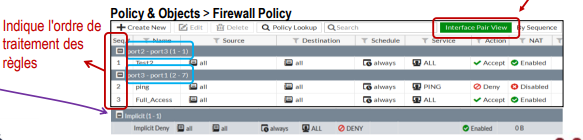 Policy & Objects > Firewall Policy
Indique l'ordre de
traitement des
règles
Create New Edit Delete Policy Lookup Search Interface Pair View By Sequence
Seq.# Name Source Destination Schedule Service Action NAT
port2 - port3 (1 - 1)
1 Test2 all all always ALL Accept Enabled
port3 - port1 (2 - 7)
2 ping all all always PING Deny Disabled
3 Full_Access all all always ALL Accept Enabled
Implicit (1 - 1)
Implicit Deny all all always ALL DENY Enabled 0 B